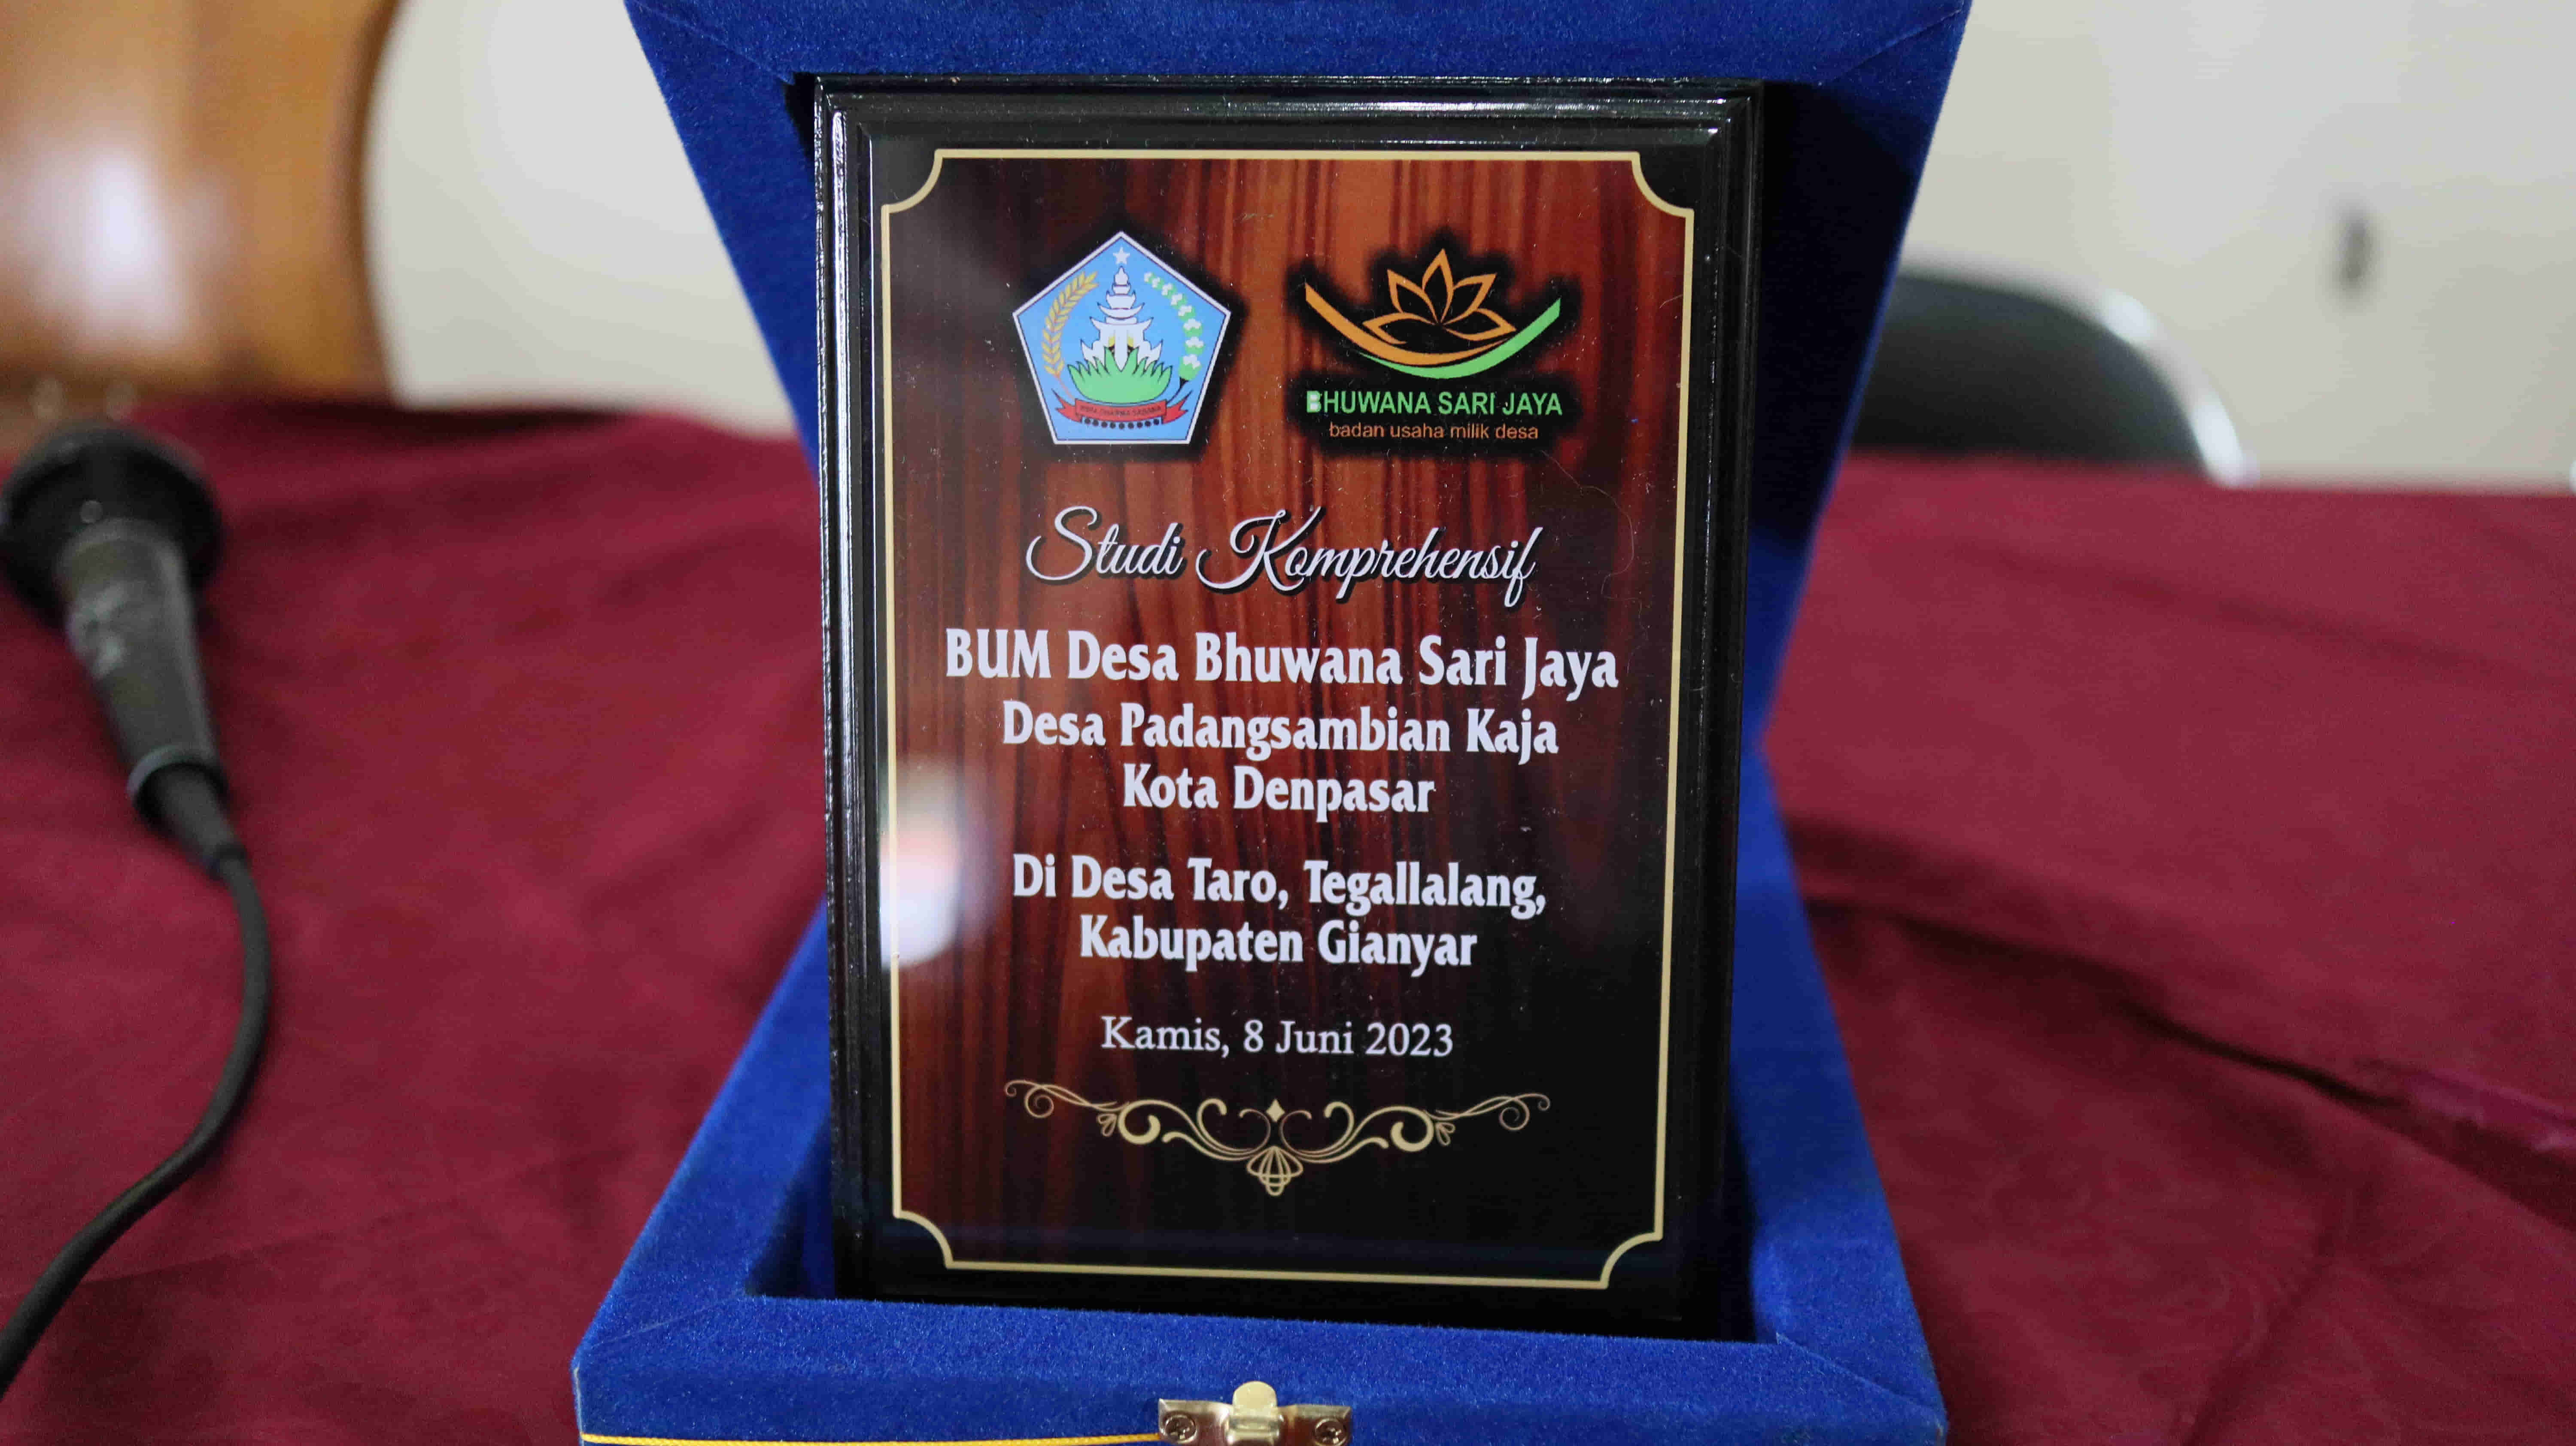 BHUWANA SARI JAYA
badan usaha milik desa
Studi Komprehensif
BUM Desa Bhuwana Sari Jaya
Desa Padangsambian Kaja
Kota Denpasar
Di Desa Taro, Tegallalang,
Kabupaten Gianyar
Kamis, 8 Juni 2023